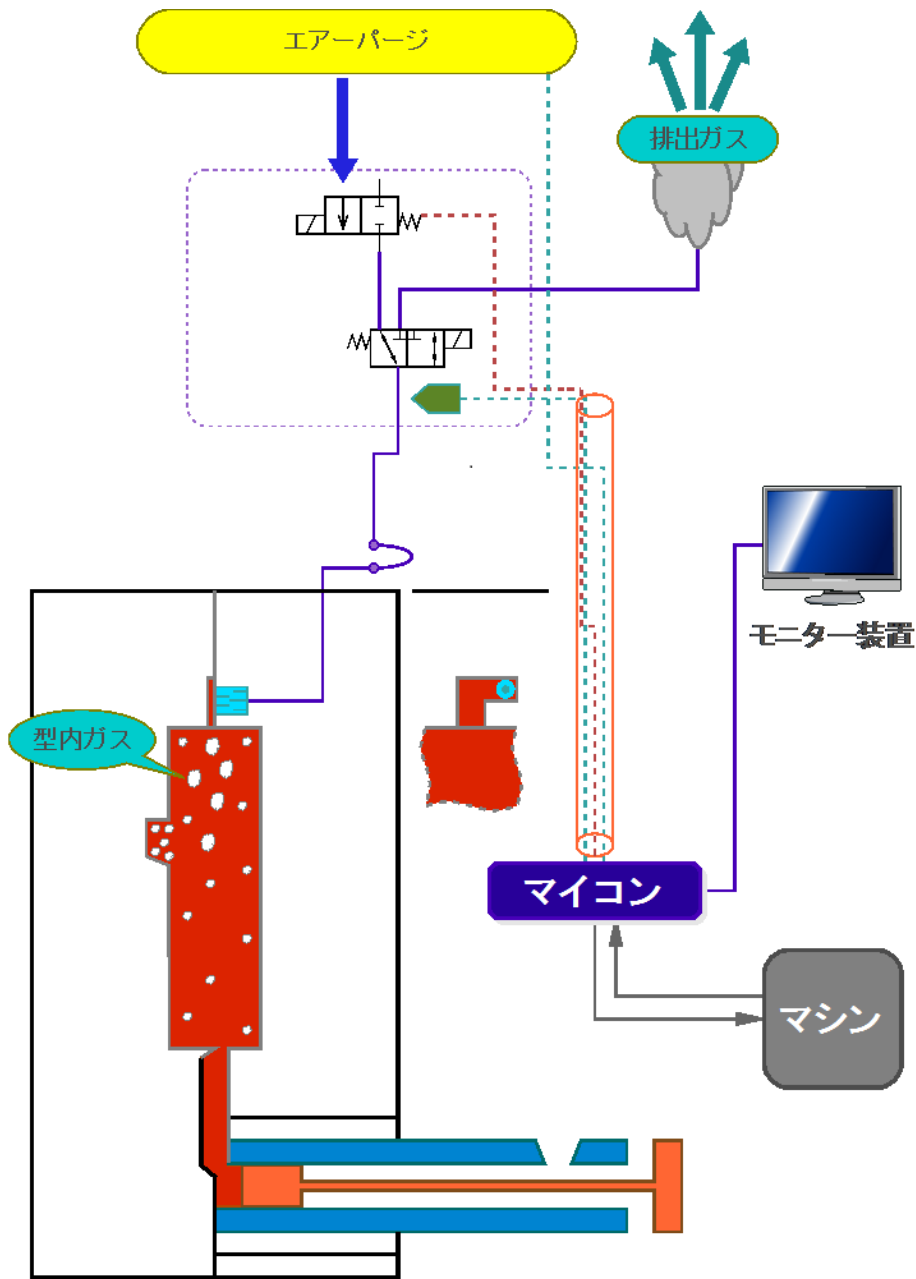 エアーパージ
排出ガス
モニター装置
型内ガス
マイコン
マシン